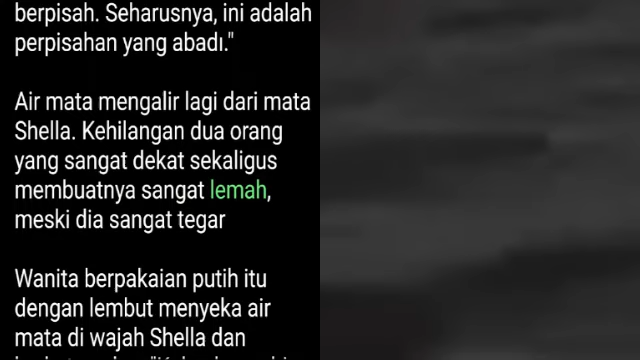 berpisah. Seharusnya, ini adalah
perpisahan yang abadi."
Air mata mengalir lagi dari mata
Shella. Kehilangan dua orang
yang sangat dekat sekaligus
membuatnya sangat lemah,
meski dia sangat tegar
Wanita berpakaian putih itu
dengan lembut menyeka air
mata di wajah Shella dan